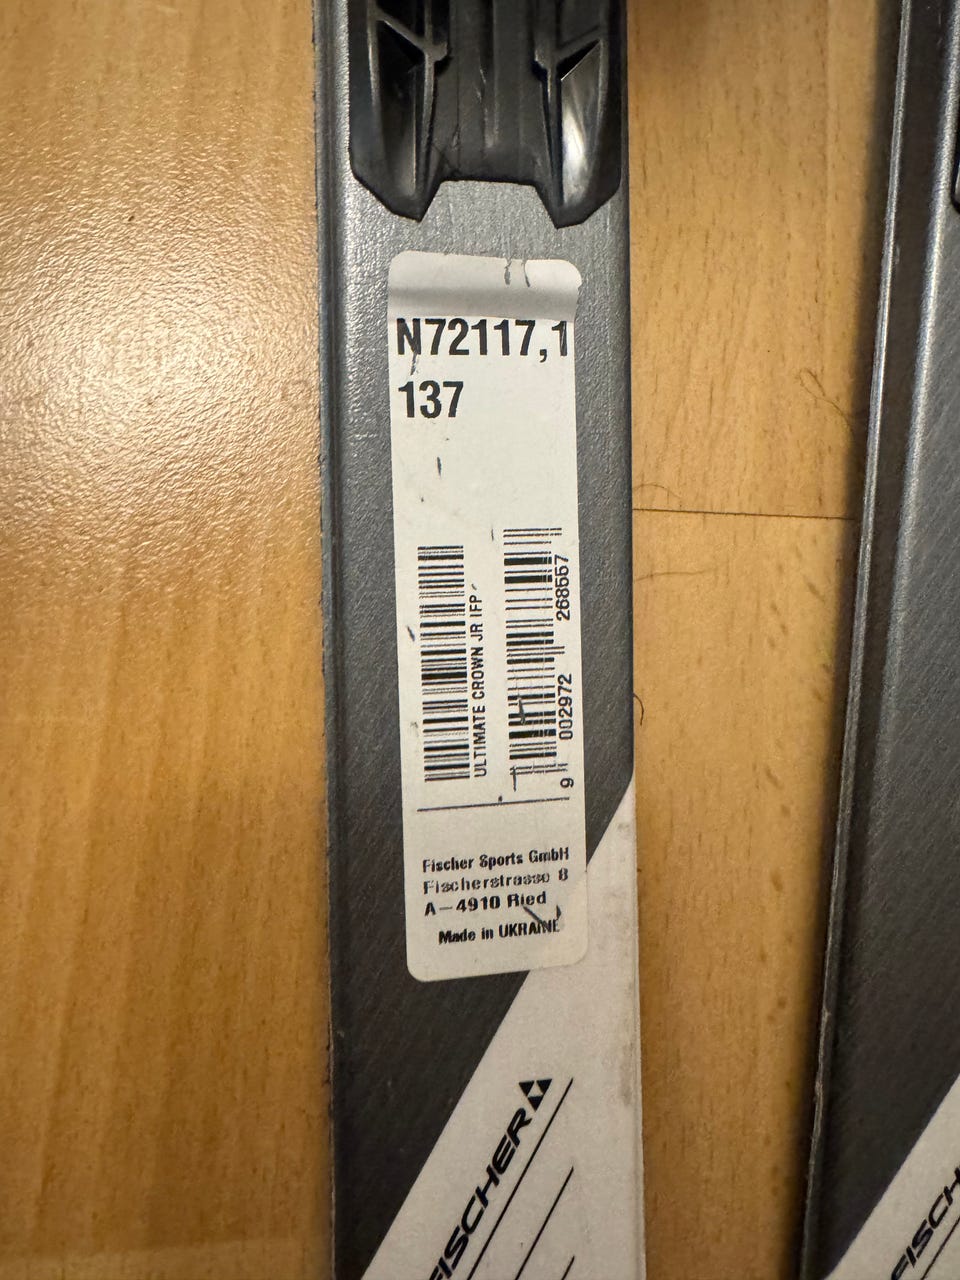 N72117,1
137
ULTIMATE CROWN JR IFP
9 002972 268557
Fischer Sports GmbH
Fischerstrasse 8
A-4910 Ried
Made in UKRAINE
FISCHER
FISCH